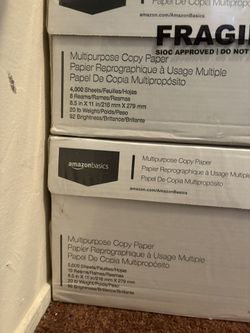 amazon.com/AmazonBasics
FRAGI
SIOC APPROVED / DO NOT
Multipurpose Copy Paper
Papier Reprographique à Usage Multiple
Papel De Copia Multipropósito
4,000 Sheets/Feuilles/Hojas
8 Reams/Rames/Resmas
8.5 in X 11 in/216 mm X 279 mm
20 lb Weight/Poids/Peso
92 Brightness/Brillance/Brillante
amazonbasics
Multipurpose Copy Paper
Papier Reprographique à Usage Multiple
Papel De Copia Multipropósito
amazon.com/AmazonBasics
Multipurpose Copy Paper
Papier Reprographique à Usage Multiple
Papel De Copia Multipropósito
5,000 Sheets/Feuilles/Hojas
10 Reams/Rames/Resmas
8.5 in X 11 in/216 mm X 279 mm
20 lb Weight/Poids/Peso
92 Brightness/Brillance/Brillante